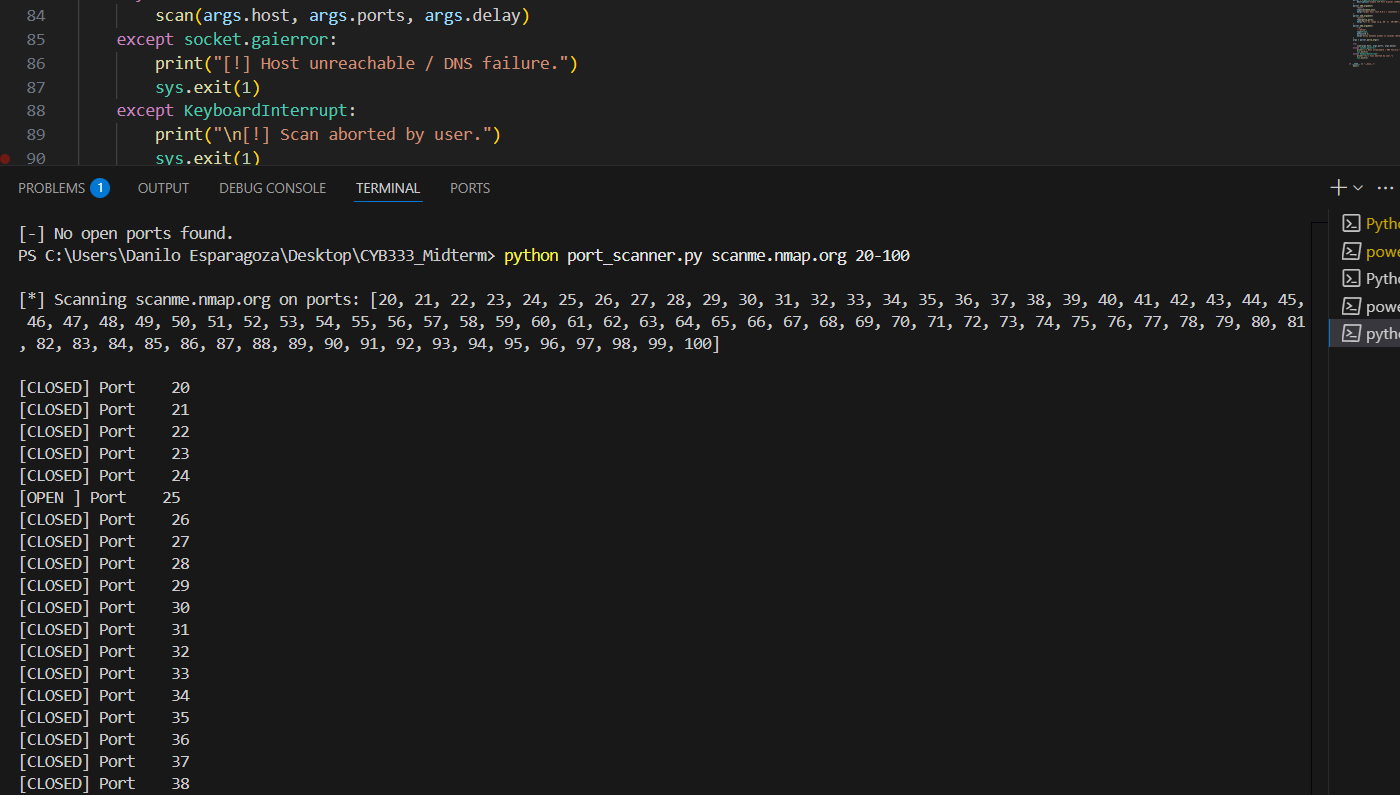 84 scan(args.host, args.ports, args.delay)
85 except socket.gaierror:
86 print("[!] Host unreachable / DNS failure.")
87 sys.exit(1)
88 except KeyboardInterrupt:
89 print("\n[!] Scan aborted by user.")
90 sys.exit(1)
PROBLEMS 1 OUTPUT DEBUG CONSOLE TERMINAL PORTS
[-] No open ports found.
PS C:\Users\Danilo Esparagoza\Desktop\CYB333_Midterm> python port_scanner.py scanme.nmap.org 20-100
[*] Scanning scanme.nmap.org on ports: [20, 21, 22, 23, 24, 25, 26, 27, 28, 29, 30, 31, 32, 33, 34, 35, 36, 37, 38, 39, 40, 41, 42, 43, 44, 45,
46, 47, 48, 49, 50, 51, 52, 53, 54, 55, 56, 57, 58, 59, 60, 61, 62, 63, 64, 65, 66, 67, 68, 69, 70, 71, 72, 73, 74, 75, 76, 77, 78, 79, 80, 81
, 82, 83, 84, 85, 86, 87, 88, 89, 90, 91, 92, 93, 94, 95, 96, 97, 98, 99, 100]
[CLOSED] Port 20
[CLOSED] Port 21
[CLOSED] Port 22
[CLOSED] Port 23
[CLOSED] Port 24
[OPEN ] Port 25
[CLOSED] Port 26
[CLOSED] Port 27
[CLOSED] Port 28
[CLOSED] Port 29
[CLOSED] Port 30
[CLOSED] Port 31
[CLOSED] Port 32
[CLOSED] Port 33
[CLOSED] Port 34
[CLOSED] Port 35
[CLOSED] Port 36
[CLOSED] Port 37
[CLOSED] Port 38
Pytho
powe
Pytho
powe
pytho